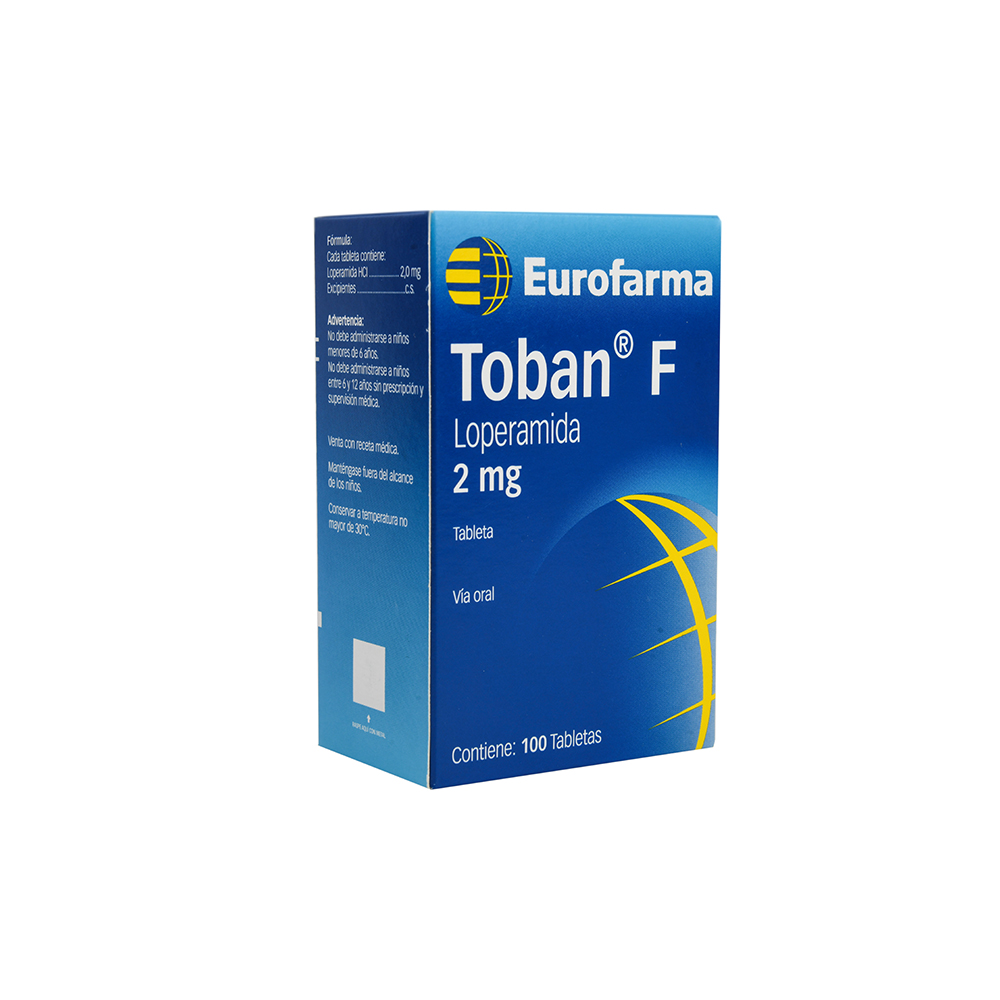 Fórmula:
Cada tableta contiene:
Loperamida HCl ............... 2,0 mg
Excipientes .....................c.s.
Advertencia:
No debe administrarse a niños
menores de 6 años.
No debe administrarse a niños
entre 6 y 12 años sin prescripción y
supervisión médica.
Venta con receta médica.
Manténgase fuera del alcance
de los niños.
Conservar a temperatura no
mayor de 30°C.
Eurofarma
Toban® F
Loperamida
2 mg
Tableta
Vía oral
Contiene: 100 Tabletas